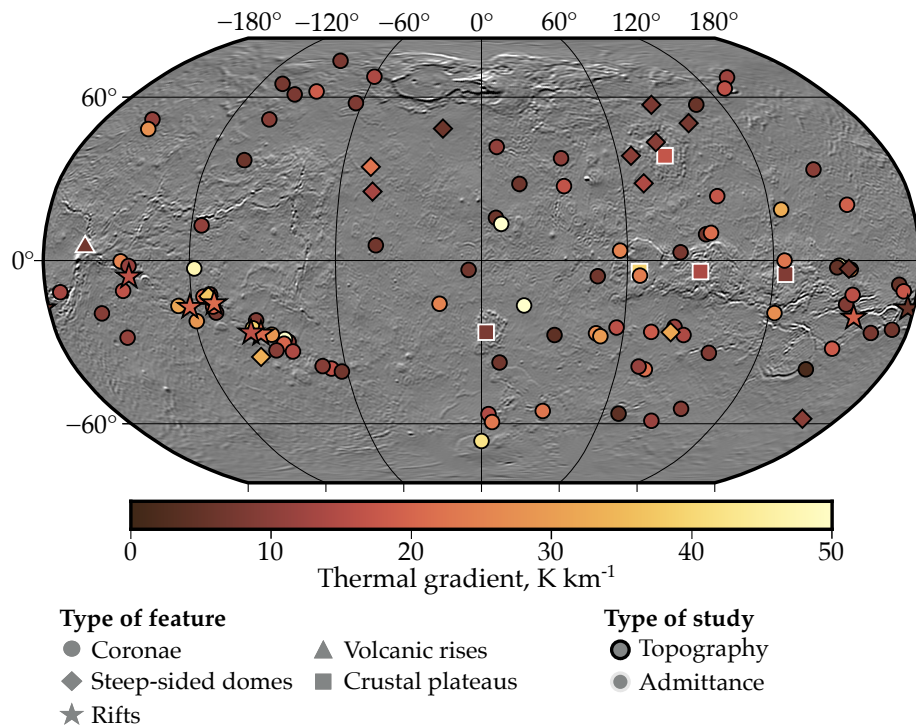 −180° −120° −60° 0° 60° 120° 180°
60°
0°
−60°
0 10 20 30 40 50
Thermal gradient, K km⁻¹
Type of feature
Coronae
Volcanic rises
Steep-sided domes
Crustal plateaus
Rifts
Type of study
Topography
Admittance